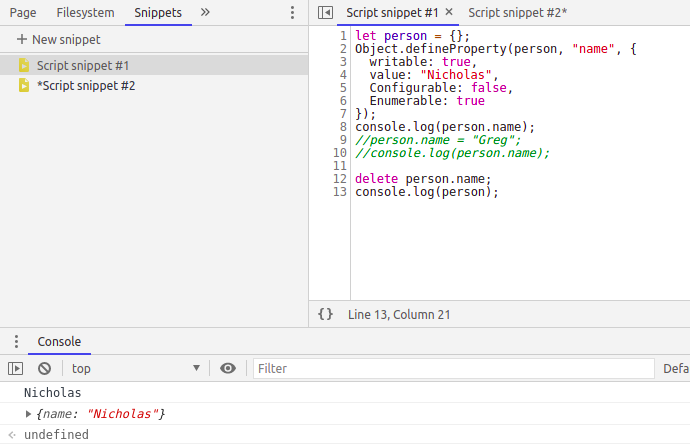 Page Filesystem Snippets »
+ New snippet
Script snippet #1
*Script snippet #2
Script snippet #1 × Script snippet #2*
1 let person = {};
2 Object.defineProperty(person, "name", {
3 writable: true,
4 value: "Nicholas",
5 Configurable: false,
6 Enumerable: true
7 });
8 console.log(person.name);
9 //person.name = "Greg";
10 //console.log(person.name);
11
12 delete person.name;
13 console.log(person);
{} Line 13, Column 21
Console
top Filter Defa
Nicholas
{name: "Nicholas"}
undefined